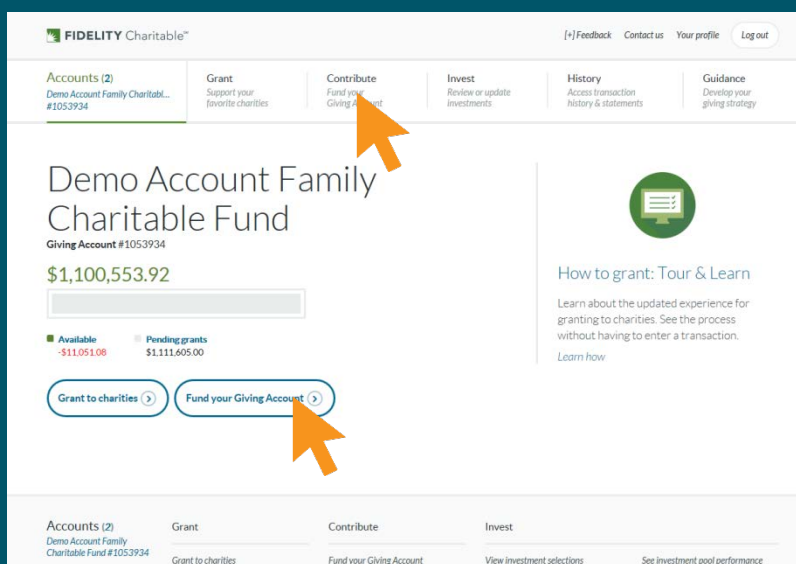 FIDELITY Charitable℠
[+] Feedback Contact us Your profile Log out
Accounts (2)
Demo Account Family Charitabl...
#1053934
Grant
Support your
favorite charities
Contribute
Fund your
Giving Account
Invest
Review or update
investments
History
Access transaction
history & statements
Guidance
Develop your
giving strategy
Demo Account Family
Charitable Fund
Giving Account #1053934
$1,100,553.92
Available
-$11,051.08
Pending grants
$1,111,605.00
Grant to charities
Fund your Giving Account
How to grant: Tour & Learn
Learn about the updated experience for
granting to charities. See the process
without having to enter a transaction.
Learn how
Accounts (2)
Demo Account Family
Charitable Fund #1053934
Grant
Grant to charities
Contribute
Fund your Giving Account
Invest
View investment selections
See investment pool performance